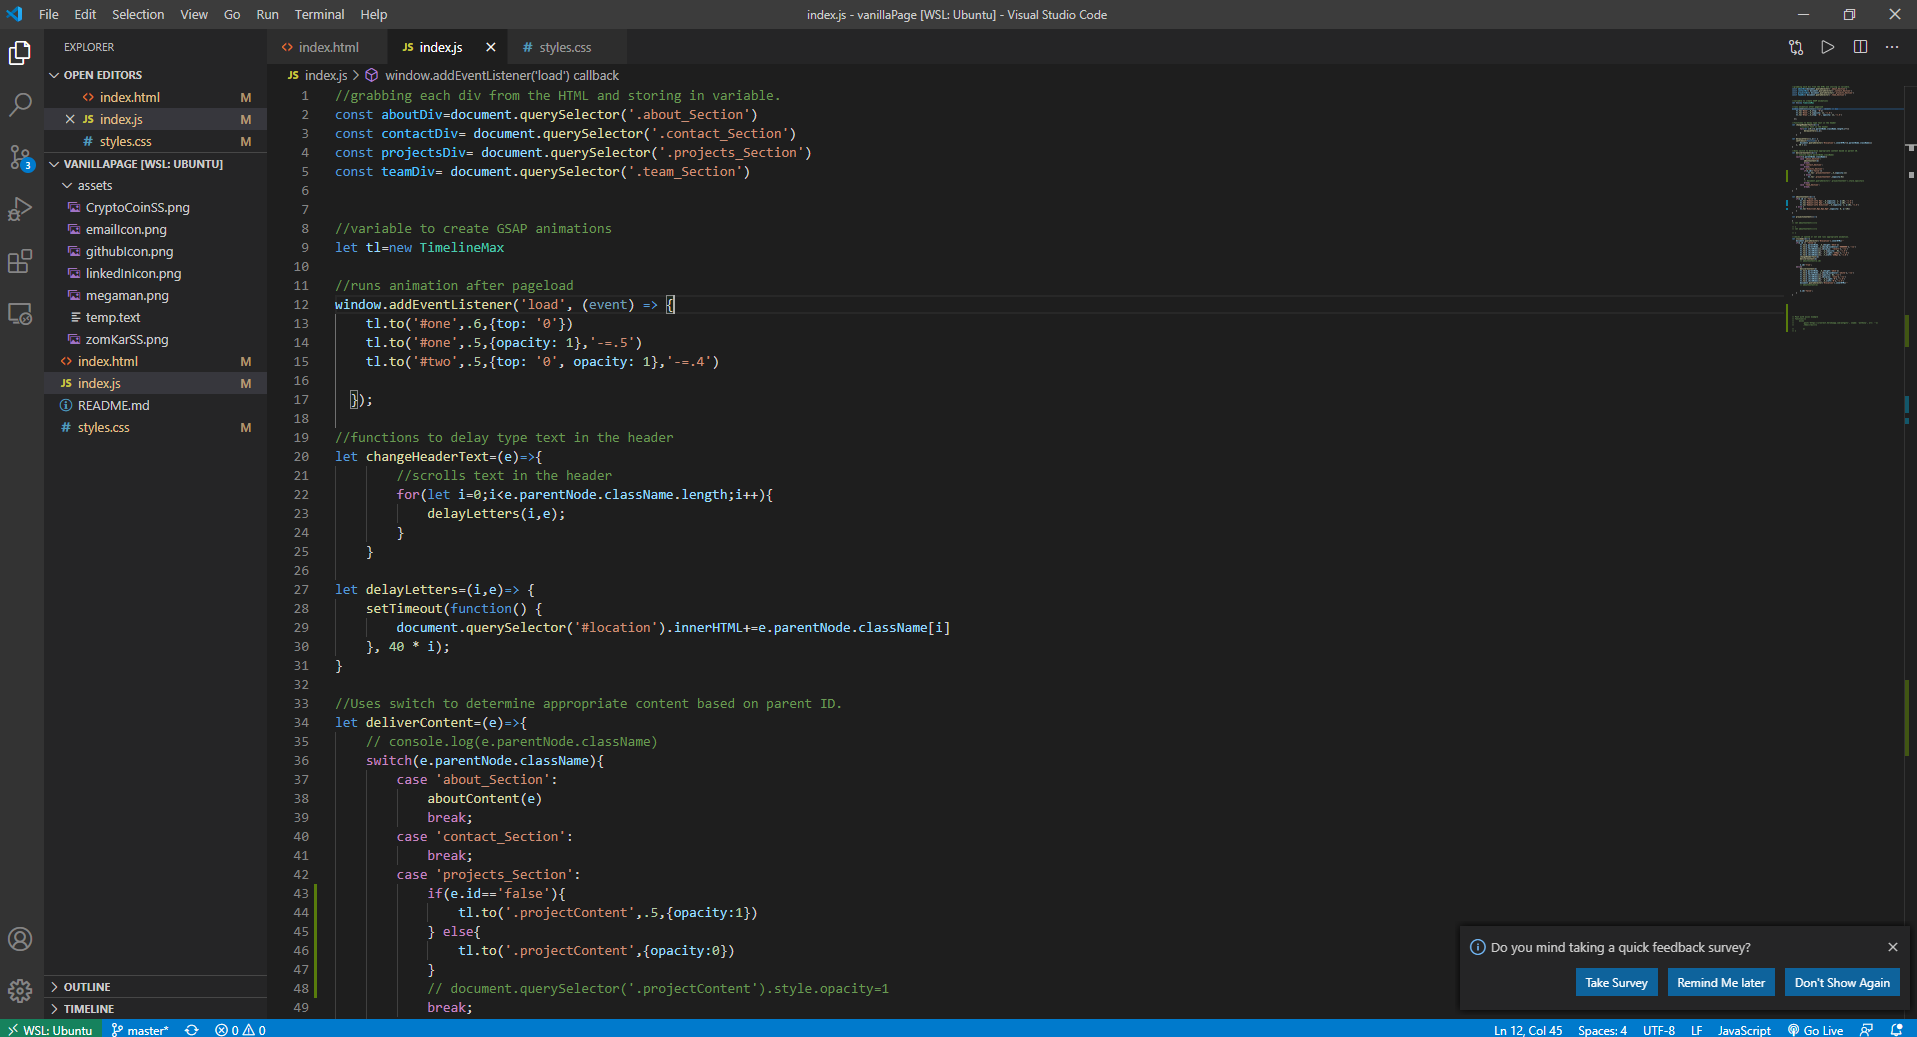 File Edit Selection View Go Run Terminal Help
index.js - vanillaPage [WSL: Ubuntu] - Visual Studio Code
EXPLORER
OPEN EDITORS
index.html M
JS index.js M
# styles.css M
VANILLAPAGE [WSL: UBUNTU]
assets
CryptoCoinSS.png
emailIcon.png
githubIcon.png
linkedInIcon.png
megaman.png
temp.text
zomKarSS.png
index.html M
JS index.js M
README.md
# styles.css M
OUTLINE
TIMELINE
3
index.html
JS index.js
# styles.css
JS index.js > window.addEventListener('load') callback
1 //grabbing each div from the HTML and storing in variable.
2 const aboutDiv=document.querySelector('.about_Section')
3 const contactDiv= document.querySelector('.contact_Section')
4 const projectsDiv= document.querySelector('.projects_Section')
5 const teamDiv= document.querySelector('.team_Section')
6
7
8 //variable to create GSAP animations
9 let tl=new TimelineMax
10
11 //runs animation after pageload
12 window.addEventListener('load', (event) => {
13 tl.to('#one',.6,{top: '0'})
14 tl.to('#one',.5,{opacity: 1},'-=.5')
15 tl.to('#two',.5,{top: '0', opacity: 1},'-=.4')
16
17 });
18
19 //functions to delay type text in the header
20 let changeHeaderText=(e)=>{
21 //scrolls text in the header
22 for(let i=0;i<e.parentNode.className.length;i++){
23 delayLetters(i,e);
24 }
25 }
26
27 let delayLetters=(i,e)=> {
28 setTimeout(function() {
29 document.querySelector('#location').innerHTML+=e.parentNode.className[i]
30 }, 40 * i);
31 }
32
33 //Uses switch to determine appropriate content based on parent ID.
34 let deliverContent=(e)=>{
35 // console.log(e.parentNode.className)
36 switch(e.parentNode.className){
37 case 'about_Section':
38 aboutContent(e)
39 break;
40 case 'contact_Section':
41 break;
42 case 'projects_Section':
43 if(e.id=='false'){
44 tl.to('.projectContent',.5,{opacity:1})
45 } else{
46 tl.to('.projectContent',{opacity:0})
47 }
48 // document.querySelector('.projectContent').style.opacity=1
49 break;
Do you mind taking a quick feedback survey?
Take Survey Remind Me later Don't Show Again
WSL: Ubuntu master* 0 0 Ln 12, Col 45 Spaces: 4 UTF-8 LF JavaScript Go Live